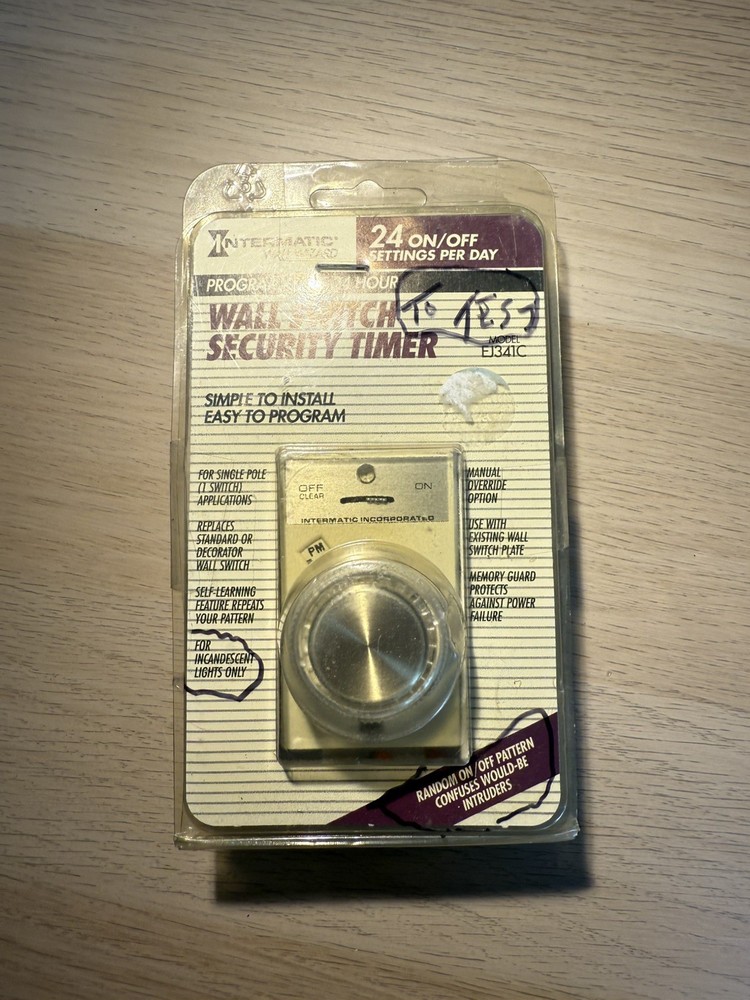 INTERMATIC®
24 ON/OFF
SETTINGS PER DAY
24 HOUR
TO TEST
WALL SWITCH
SECURITY TIMER
MODEL
EJ341C
SIMPLE TO INSTALL
EASY TO PROGRAM
FOR SINGLE POLE
(1 SWITCH)
APPLICATIONS
REPLACES
STANDARD OR
DECORATOR
WALL SWITCH
SELF-LEARNING
FEATURE REPEATS
YOUR PATTERN
FOR
INCANDESCENT
LIGHTS ONLY
OFF
CLEAR
ON
INTERMATIC INCORPORATED
PM
MANUAL
OVERRIDE
OPTION
USE WITH
EXISTING WALL
SWITCH PLATE
MEMORY GUARD
PROTECTS
AGAINST POWER
FAILURE
RANDOM ON/OFF PATTERN
CONFUSES WOULD-BE
INTRUDERS